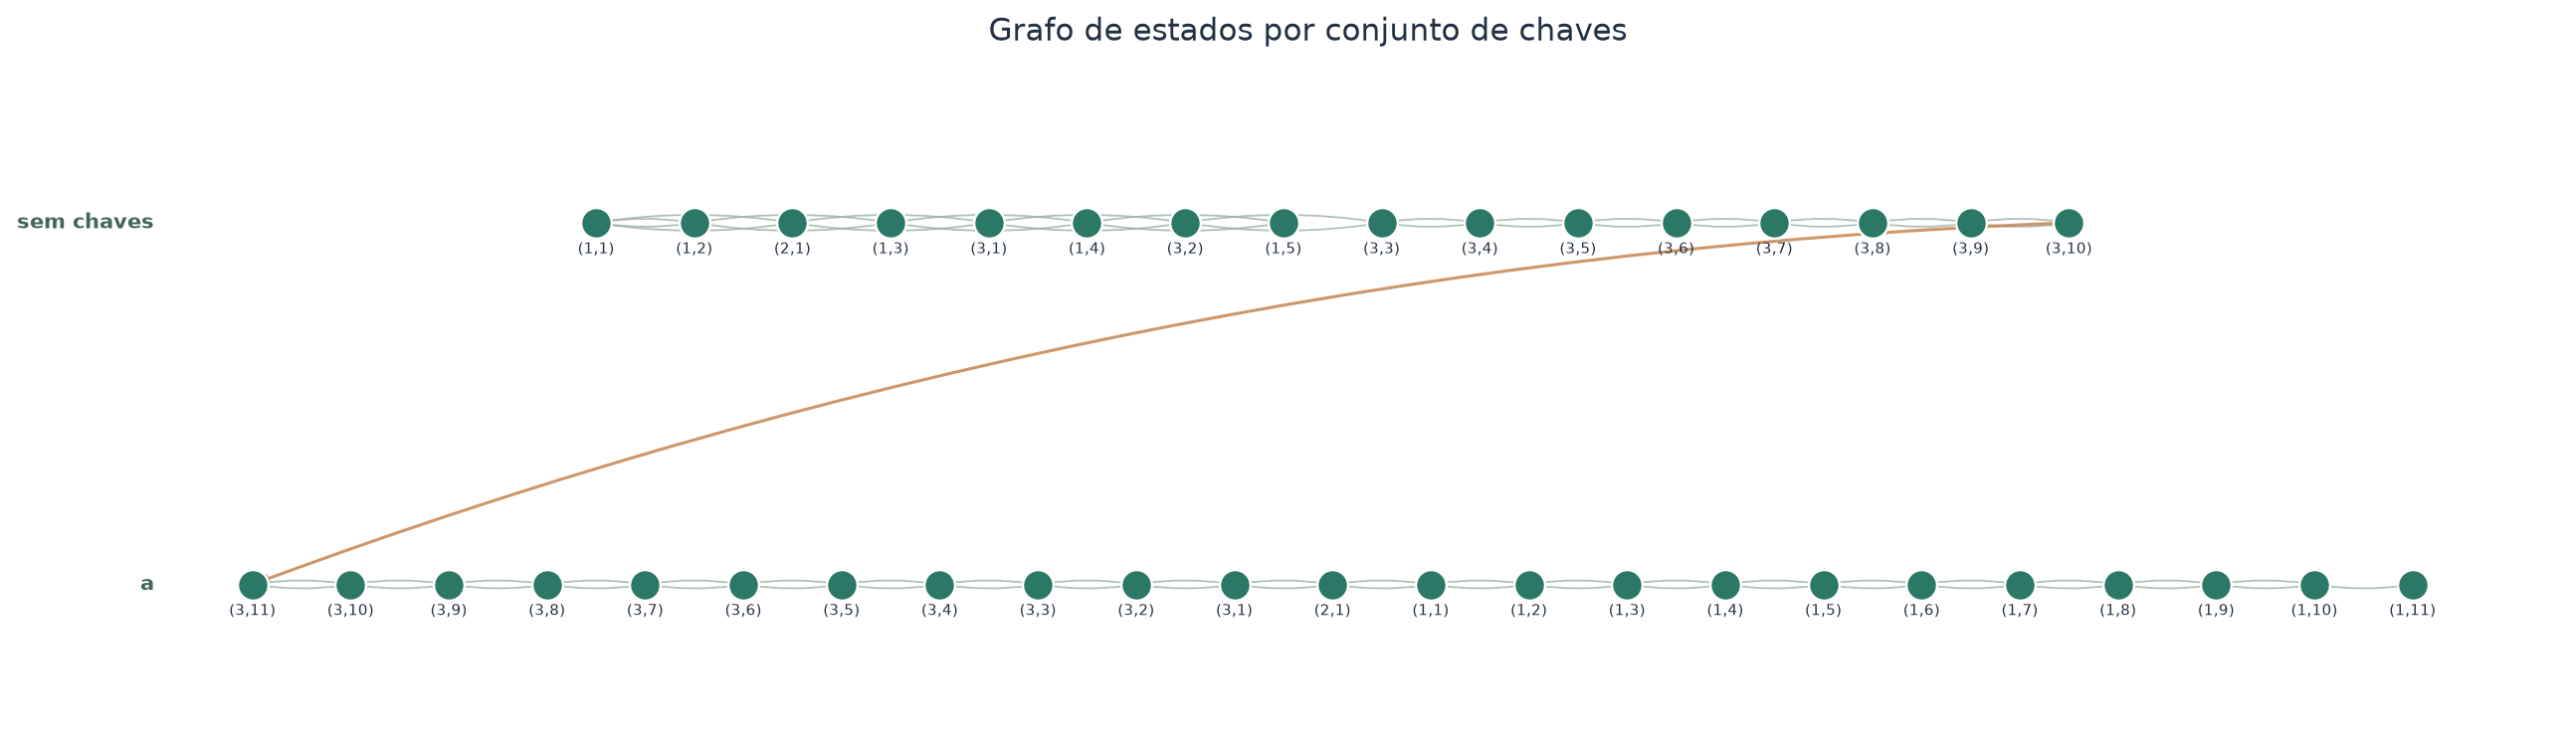 Grafo de estados por conjunto de chaves
sem chaves
(1,1) (1,2) (2,1) (1,3) (3,1) (1,4) (3,2) (1,5) (3,3) (3,4) (3,5) (3,6) (3,7) (3,8) (3,9) (3,10)
a
(3,11) (3,10) (3,9) (3,8) (3,7) (3,6) (3,5) (3,4) (3,3) (3,2) (3,1) (2,1) (1,1) (1,2) (1,3) (1,4) (1,5) (1,6) (1,7) (1,8) (1,9) (1,10) (1,11)